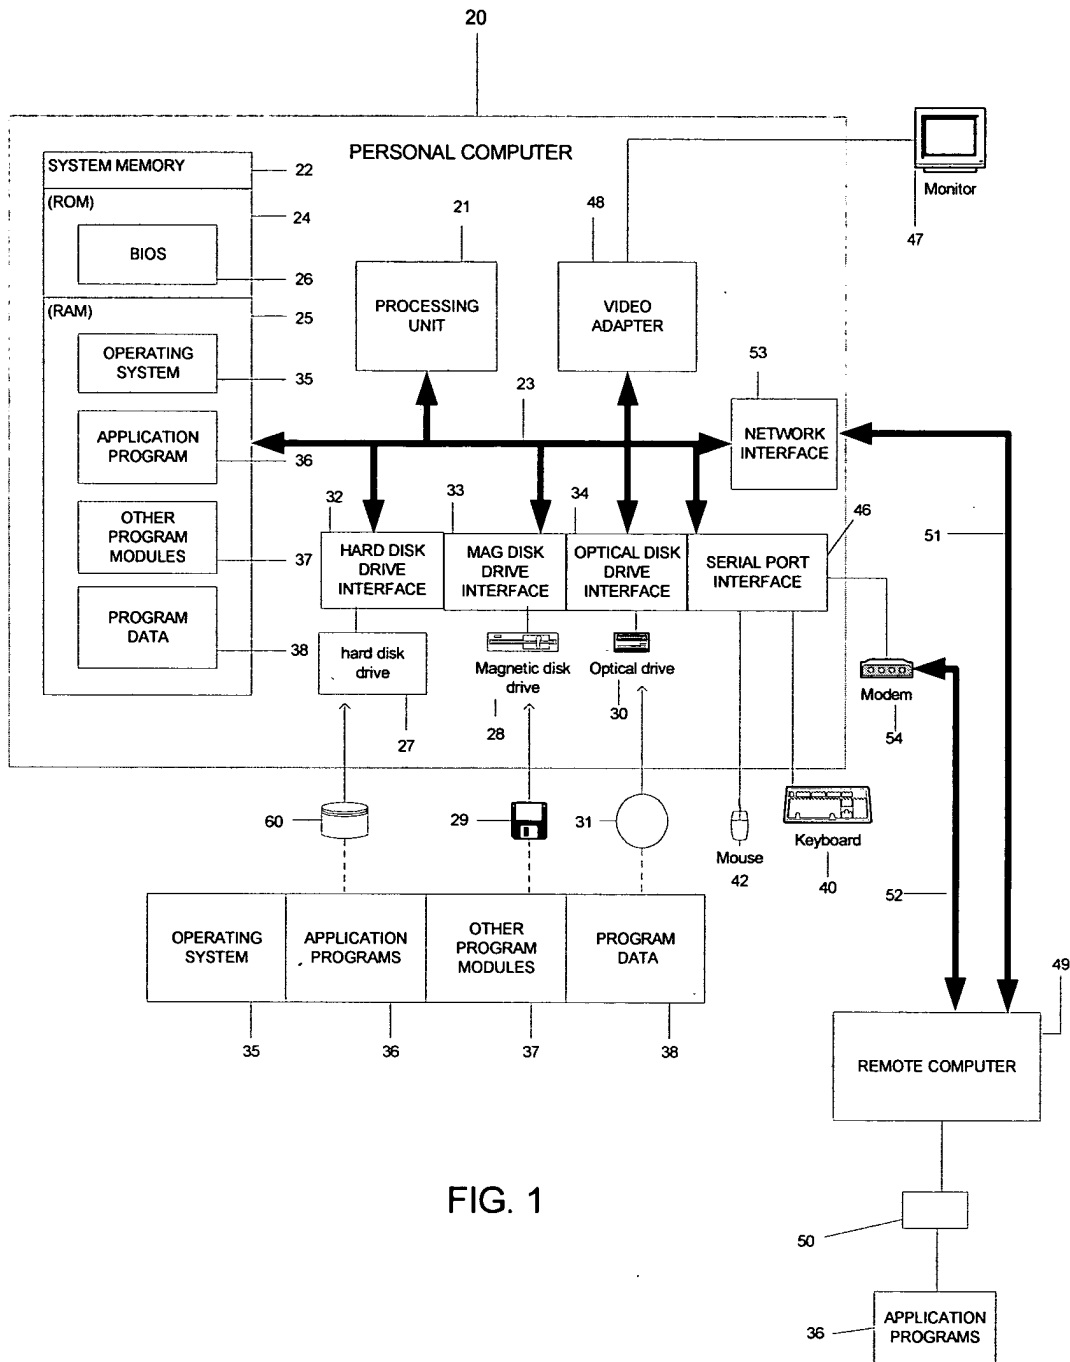 20
PERSONAL COMPUTER
SYSTEM MEMORY
22
(ROM)
24
BIOS
26
(RAM)
25
OPERATING
SYSTEM
35
APPLICATION
PROGRAM
36
OTHER
PROGRAM
MODULES
37
PROGRAM
DATA
38
21
PROCESSING
UNIT
48
VIDEO
ADAPTER
Monitor
47
23
53
NETWORK
INTERFACE
32
HARD DISK
DRIVE
INTERFACE
33
MAG DISK
DRIVE
INTERFACE
34
OPTICAL DISK
DRIVE
INTERFACE
46
SERIAL PORT
INTERFACE
51
hard disk
drive
27
Magnetic disk
drive
28
Optical drive
30
Modem
54
60
29
31
Mouse
42
Keyboard
40
52
OPERATING
SYSTEM
APPLICATION
PROGRAMS
OTHER
PROGRAM
MODULES
PROGRAM
DATA
35
36
37
38
49
REMOTE COMPUTER
50
36
APPLICATION
PROGRAMS
FIG. 1